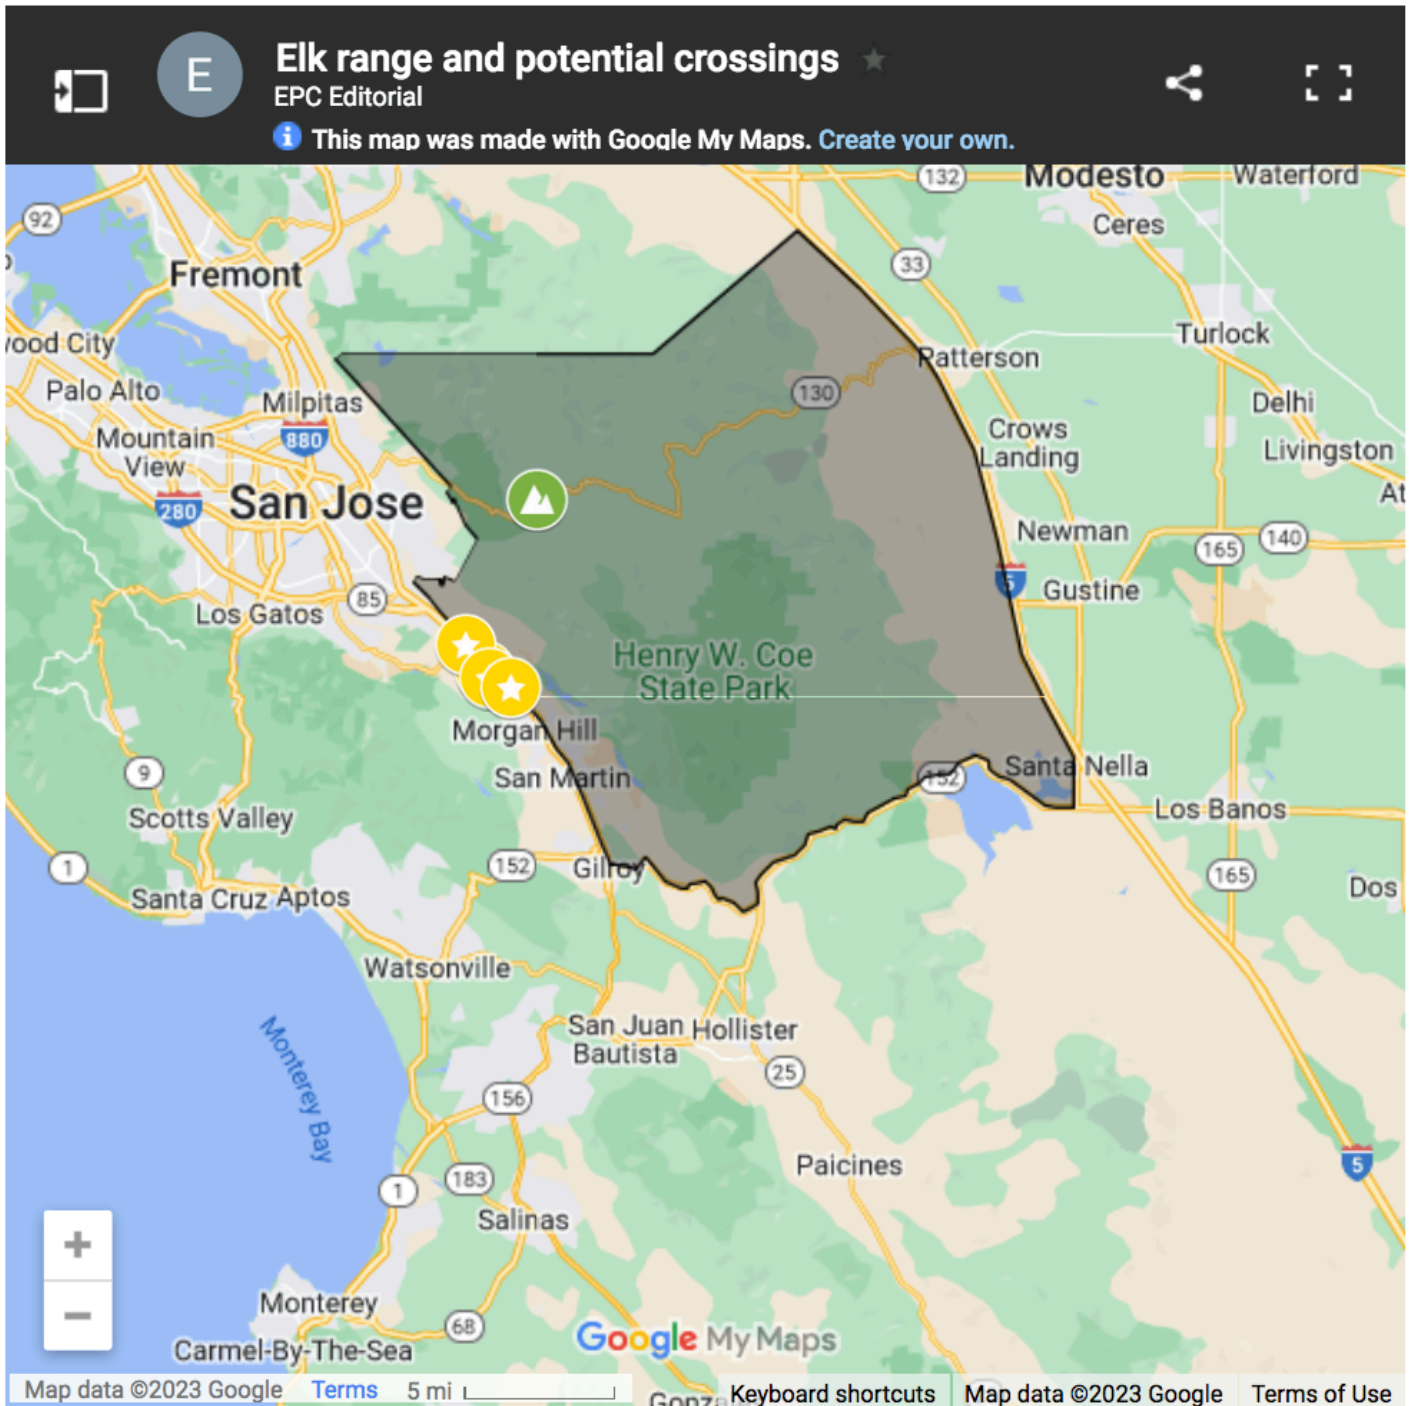 E
Elk range and potential crossings
EPC Editorial
This map was made with Google My Maps. Create your own.
132
Modesto
Waterford
92
Ceres
33
Fremont
Turlock
Patterson
Palo Alto
130
Milpitas
Delhi
Mountain
View
880
Crows
Landing
Livingston
280
San Jose
Newman
165
140
5
Gustine
85
Los Gatos
Henry W. Coe
State Park
Morgan Hill
San Martin
152
Santa Nella
9
Scotts Valley
Los Banos
1
152
Gilroy
165
Dos
Santa Cruz
Aptos
Watsonville
San Juan
Bautista
Hollister
Monterey Bay
25
156
Paicines
5
183
1
Salinas
+
−
Monterey
68
Carmel-By-The-Sea
Google My Maps
Map data ©2023 Google
Terms
5 mi
Keyboard shortcuts
Map data ©2023 Google
Terms of Use